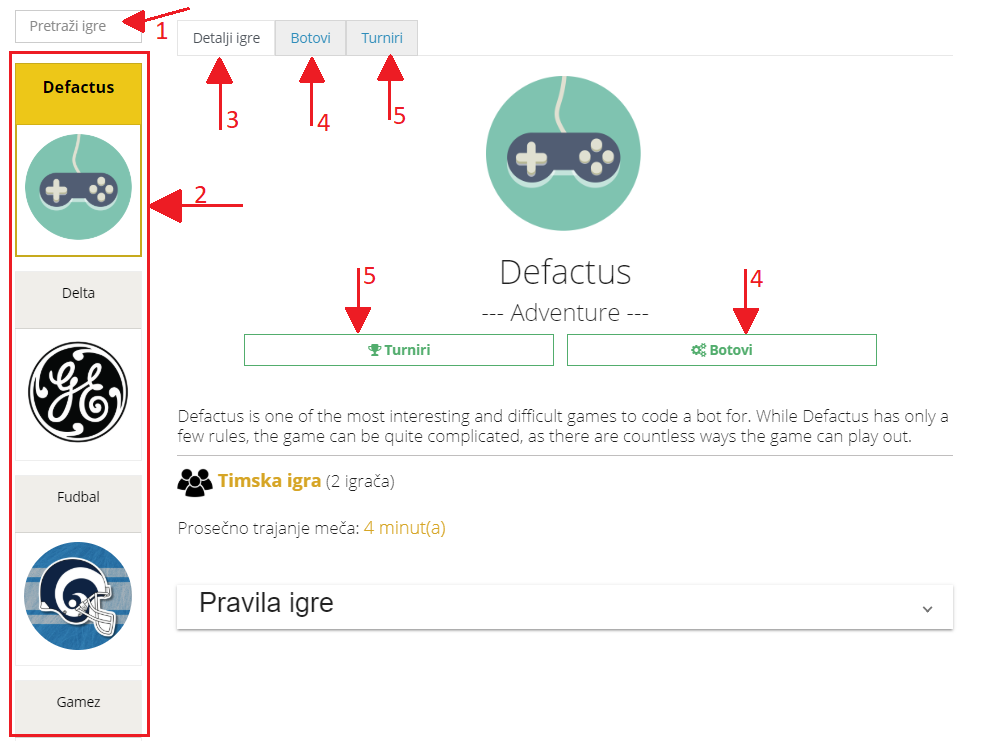 Pretraži igre
1
Defactus
2
Delta
GE
Fudbal
Gamez
Detalji igre
Botovi
Turniri
3
4
5
Defactus
--- Adventure ---
5
4
Turniri
Botovi
Defactus is one of the most interesting and difficult games to code a bot for. While Defactus has only a
few rules, the game can be quite complicated, as there are countless ways the game can play out.
Timska igra (2 igrača)
Prosečno trajanje meča: 4 minut(a)
Pravila igre